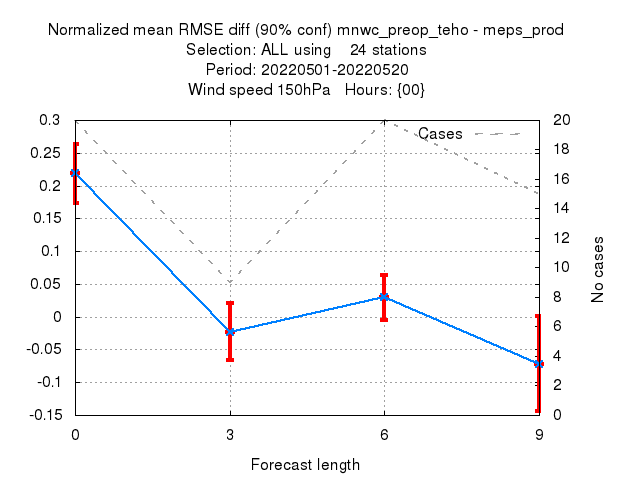 Normalized mean RMSE diff (90% conf) mnwc_preop_teho - meps_prod
Selection: ALL using 24 stations
Period: 20220501-20220520
Wind speed 150hPa Hours: {00}
Cases
0.3
0.25
0.2
0.15
0.1
0.05
0
-0.05
-0.1
-0.15
20
18
16
14
12
10
8
6
4
2
0
No cases
0 3 6 9
Forecast length